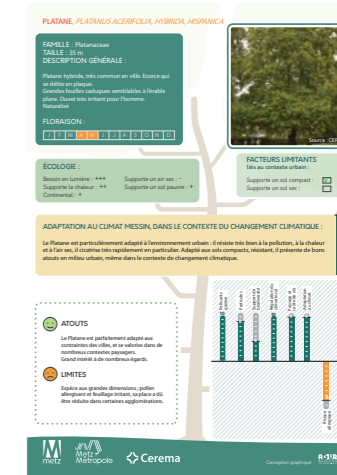 PLATANE, PLATANUS ACERIFOLIA, HYBRIDA, HISPANICA
FAMILLE : Platanaceae
TAILLE : 35 m
DESCRIPTION GÉNÉRALE :
Platane hybride, très commun en ville. Ecorce qui
se délite en plaque.
Grandes feuilles caduques semblables à l'érable
plane. Duvet très irritant pour l'homme.
Naturalisé
FLORAISON :
J F M A M J J A S O N D
Source : CER
ÉCOLOGIE :
Besoin en lumière : +++
Supporte la chaleur : ++
Continental : +
Supporte un air sec : -
Supporte un sol pauvre : +
FACTEURS LIMITANTS
liés au contexte urbain :
Supporte un sol compact :
Supporte un sol sec :
ADAPTATION AU CLIMAT MESSIN, DANS LE CONTEXTE DU CHANGEMENT CLIMATIQUE :
Le Platane est particulièrement adapté à l'environnement urbain : il résiste très bien à la pollution, à la chaleur
et à l'air sec, il cicatrise très rapidement en particulier. Adapté aux sols compacts, résistant, il présente de bons
atouts en milieu urbain, même dans le contexte de changement climatique.
ATOUTS
Le Platane est parfaitement adapté aux
contraintes des villes, et se valorise dans de
nombreux contextes paysagers.
Grand intérêt à de nombreux égards.
LIMITES
Espèce aux grandes dimensions ; pollen
allergisant et feuillage irritant, sa place a dû
être réduite dans certaines agglomérations.
metz
Metz
Métropole
Cerema
Conception graphique